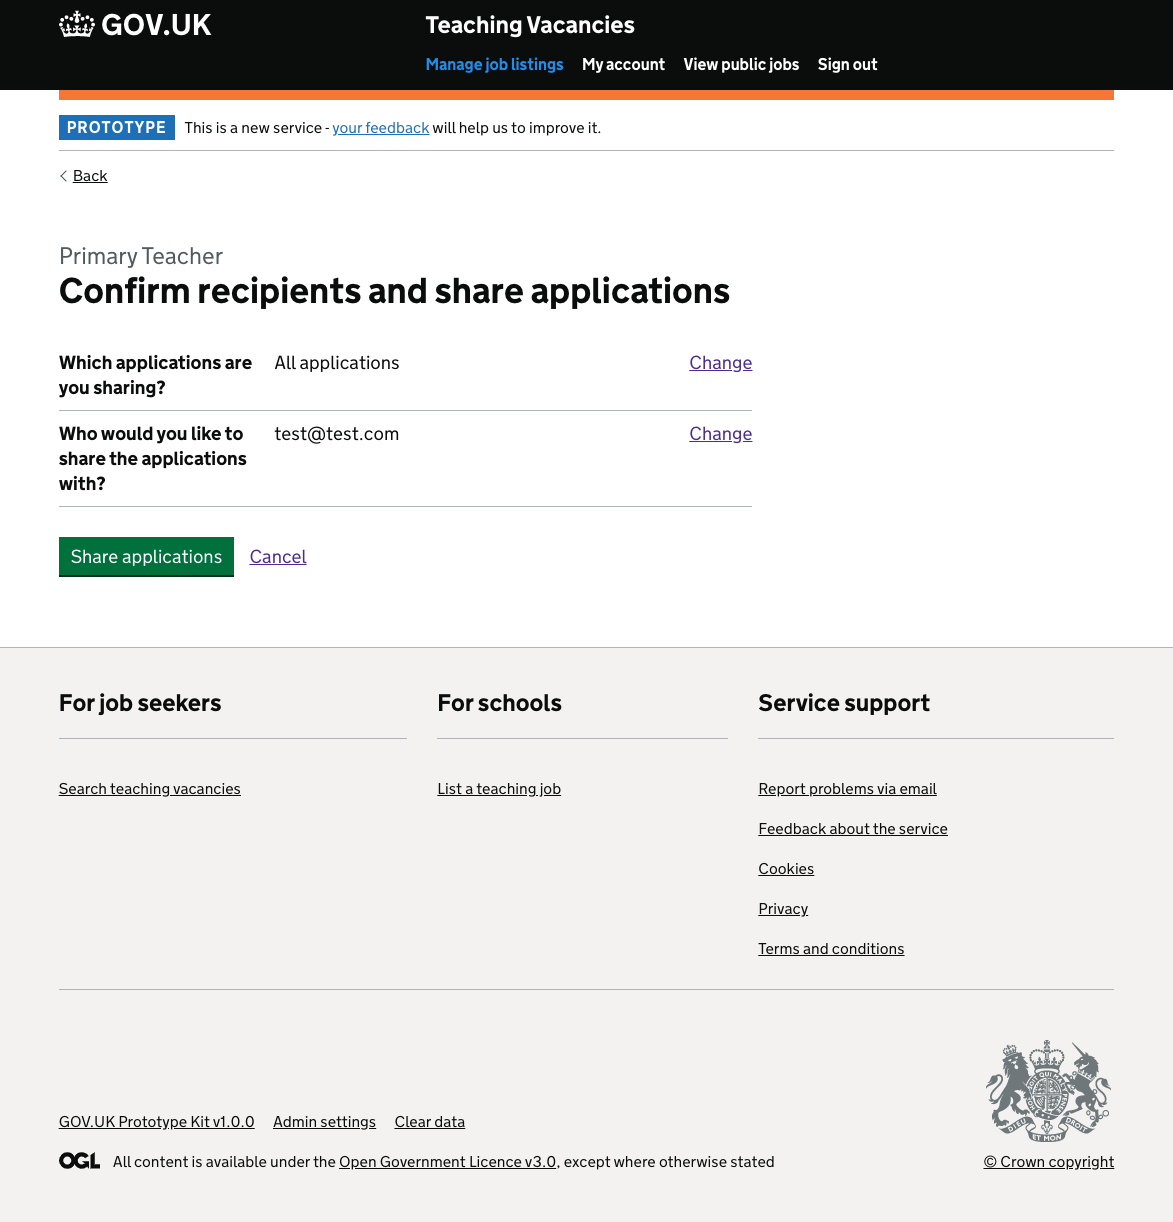 GOV.UK
Teaching Vacancies
Manage job listings My account View public jobs Sign out
PROTOTYPE This is a new service - your feedback will help us to improve it.
Back
Primary Teacher
Confirm recipients and share applications
Which applications are you sharing? All applications Change
Who would you like to share the applications with? test@test.com Change
Share applications Cancel
For job seekers
Search teaching vacancies
For schools
List a teaching job
Service support
Report problems via email
Feedback about the service
Cookies
Privacy
Terms and conditions
GOV.UK Prototype Kit v1.0.0 Admin settings Clear data
OGL All content is available under the Open Government Licence v3.0, except where otherwise stated
DIEU ET MON DROIT
© Crown copyright